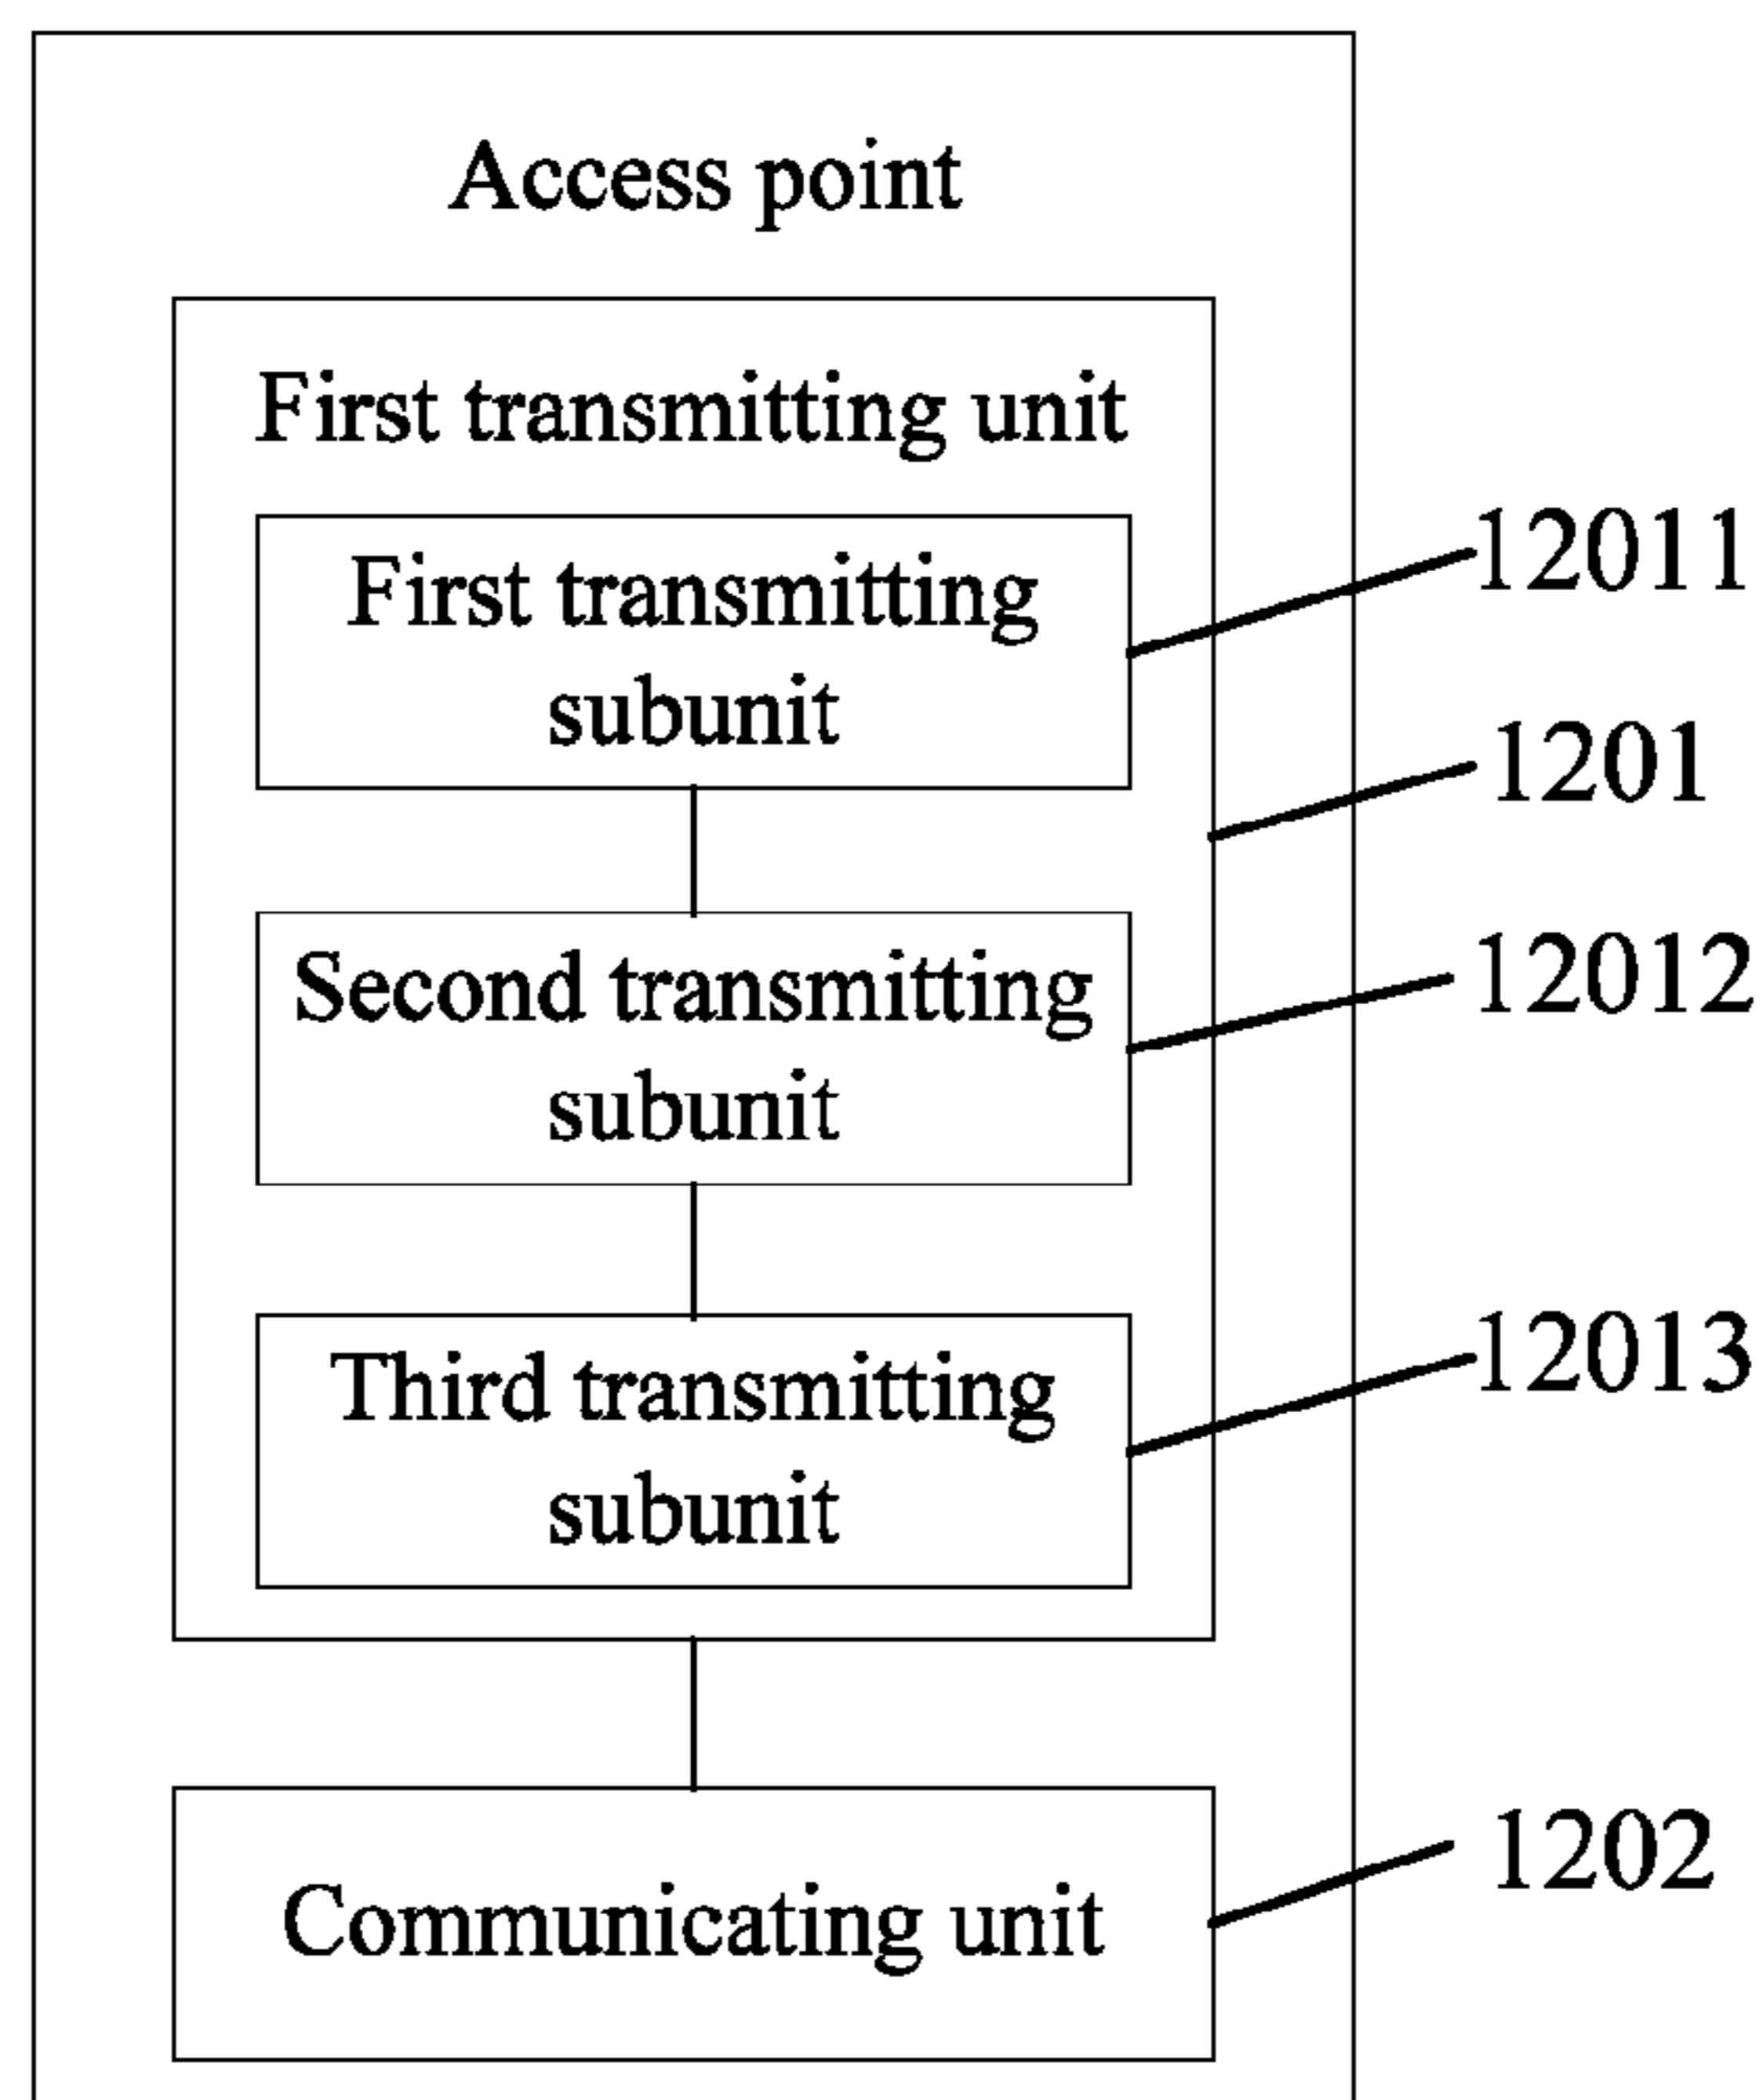 Access point
First transmitting unit
First transmitting
subunit
12011
1201
Second transmitting
subunit
12012
Third transmitting
subunit
12013
Communicating unit
1202